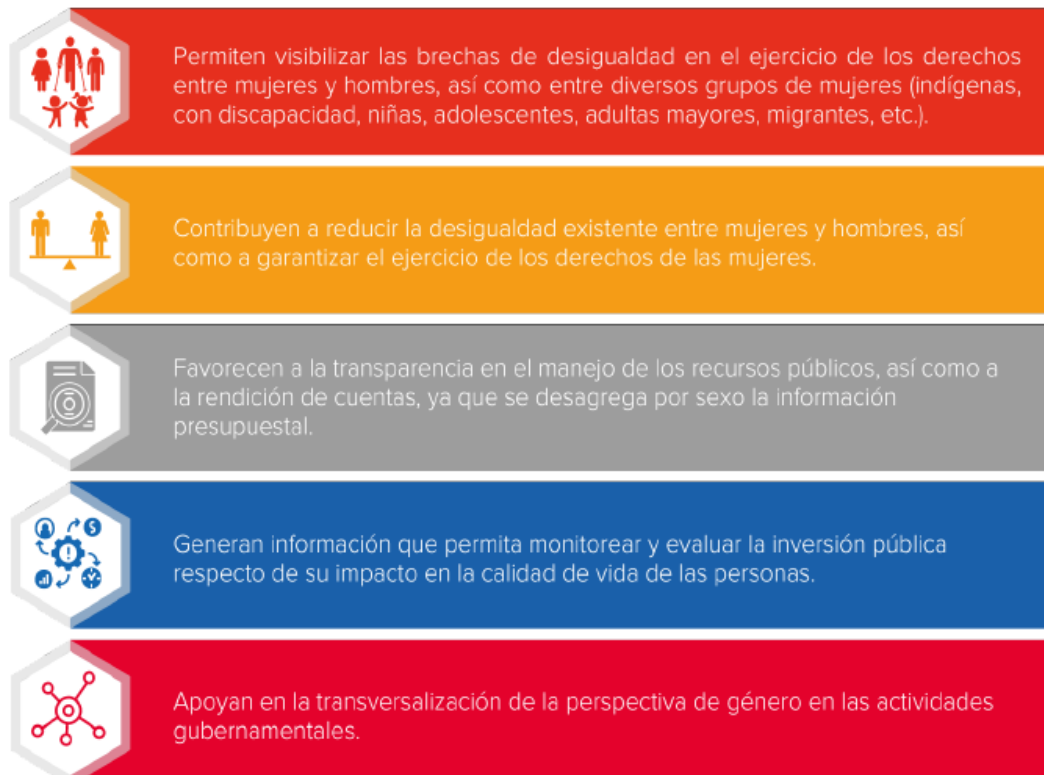 Permiten visibilizar las brechas de desigualdad en el ejercicio de los derechos
entre mujeres y hombres, así como entre diversos grupos de mujeres (indígenas,
con discapacidad, niñas, adolescentes, adultas mayores, migrantes, etc.).
Contribuyen a reducir la desigualdad existente entre mujeres y hombres, así
como a garantizar el ejercicio de los derechos de las mujeres.
Favorecen a la transparencia en el manejo de los recursos públicos, así como a
la rendición de cuentas, ya que se desagrega por sexo la información
presupuestal.
Generan información que permita monitorear y evaluar la inversión pública
respecto de su impacto en la calidad de vida de las personas.
Apoyan en la transversalización de la perspectiva de género en las actividades
gubernamentales.